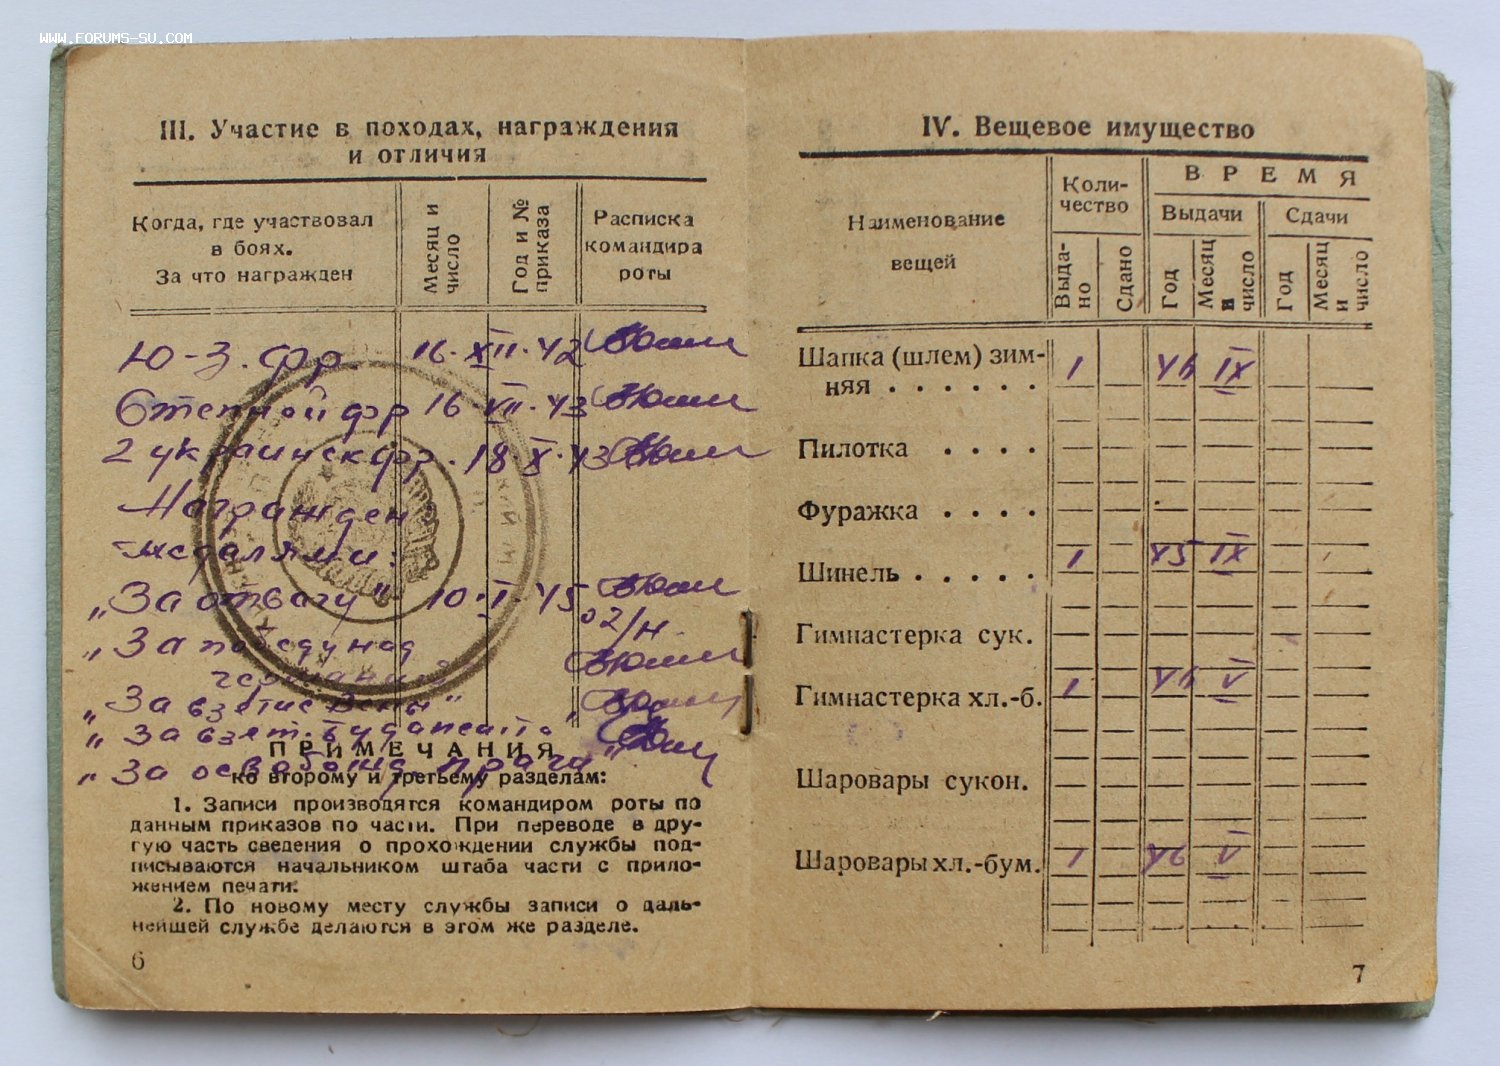 WWW.FORUMS-SU.COM
III. Участие в походах, награждения
и отличия
Когда, где участвовал
в боях.
За что награжден
Месяц и
число
Год и №
приказа
Расписка
командира
роты
Ю-З. фр. 16.XII.42
Степной фр 16 VII.43
2 украинск фр. 18.X.43
Награжден
медалями:
„За отвагу" 10.I.45
02/н.
„За победу над
германией
„За взятие Вены"
„За взят. Будапешта"
„За освобожд. Праги"
ПРИМЕЧАНИЯ
ко второму и третьему разделам:
1. Записи производятся командиром роты по
данным приказов по части. При переводе в дру-
гую часть сведения о прохождении службы под-
писываются начальником штаба части с прило-
жением печати.
2. По новому месту службы записи о даль-
нейшей службе делаются в этом же разделе.
6
IV. Вещевое имущество
Наименование
вещей
Коли-
чество
ВРЕМЯ
Выдачи
Сдачи
Выда-
но
Сдано
Год
Месяц
и
число
Год
Месяц
и
число
Шапка (шлем) зим-
няя . . . . . . 1 46 IX
Пилотка . . . .
Фуражка . . . .
Шинель . . . . . 1 45 IX
Гимнастерка сук.
Гимнастерка хл.-б. 1 46 V
Шаровары сукон.
Шаровары хл.-бум. 1 46 V
7